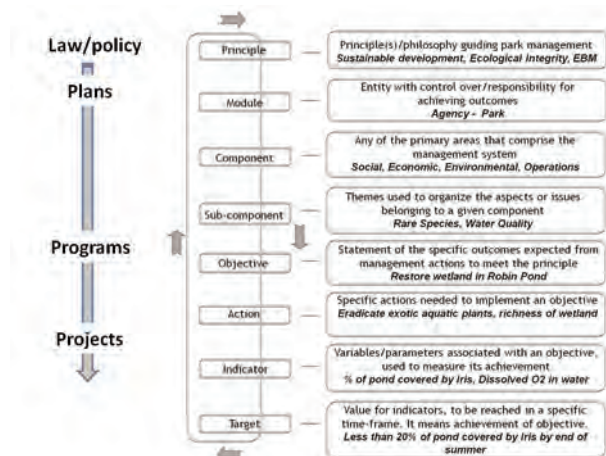 Law/policy
Plans
Programs
Projects
Principle
Principle(s)/philosophy guiding park management
Sustainable development, Ecological integrity, EBM
Module
Entity with control over/responsibility for
achieving outcomes
Agency - Park
Component
Any of the primary areas that comprise the
management system
Social, Economic, Environmental, Operations
Sub-component
Themes used to organize the aspects or issues
belonging to a given component
Rare Species, Water Quality
Objective
Statement of the specific outcomes expected from
management actions to meet the principle
Restore wetland in Robin Pond
Action
Specific actions needed to implement an objective
Eradicate exotic aquatic plants, richness of wetland
Indicator
Variables/parameters associated with an objective,
used to measure its achievement
% of pond covered by Iris, Dissolved O2 in water
Target
Value for indicators, to be reached in a specific
time-frame. It means achievement of objective.
Less than 20% of pond covered by Iris by end of
summer